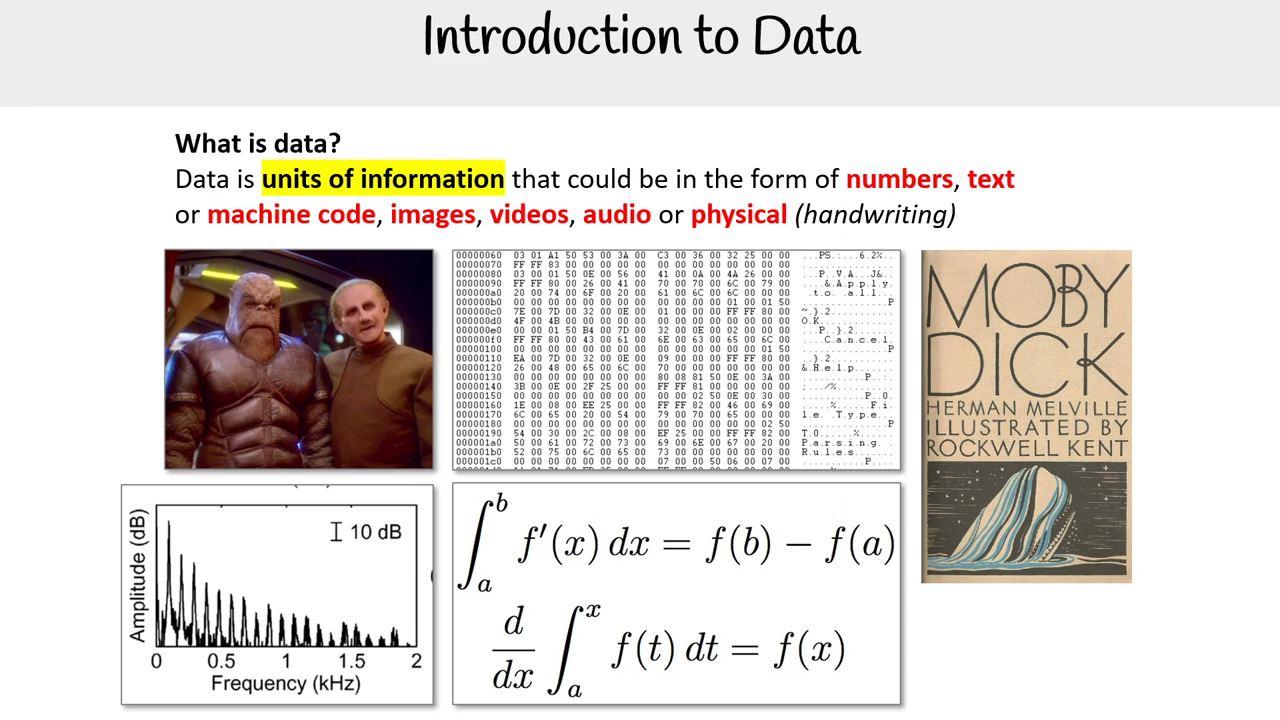 Introduction to Data
What is data?
Data is units of information that could be in the form of numbers, text
or machine code, images, videos, audio or physical (handwriting)
00000060 03 01 A1 50 53 00 3A 00 C3 00 36 00 32 25 00 00 ...PS.....6.2%..
00000070 FF FF 83 00 00 00 00 00 00 00 00 00 00 00 00 00
00000080 03 00 01 50 0E 00 56 00 41 00 0A 00 4A 26 00 00
00000090 FF FF 80 00 26 00 41 00 70 00 70 00 6C 00 79 00
000000a0 20 00 74 00 6F 00 20 00 61 00 6C 00 6C 00 00 00
000000b0 00 00 00 00 00 00 00 00 00 00 00 00 01 00 01 50
000000c0 7E 00 7D 00 32 00 0E 00 01 00 00 00 FF FF 80 00
000000d0 4F 00 4B 00 00 00 00 00 00 00 00 00 00 00 00 00
000000e0 00 00 01 50 B4 00 7D 00 32 00 0E 00 02 00 00 00
000000f0 FF FF 80 00 43 00 61 00 6E 00 63 00 65 00 6C 00
00000100 00 00 00 00 00 00 00 00 00 00 00 00 00 00 01 50
00000110 EA 00 7D 00 32 00 0E 00 09 00 00 00 FF FF 80 00
00000120 26 00 48 00 65 00 6C 00 70 00 00 00 00 00 00 00
00000130 00 00 00 00 00 00 00 00 80 08 81 50 0E 00 3A 00
00000140 3B 00 0E 00 2F 25 00 00 FF FF 81 00 00 00 00 00
00000150 00 00 00 00 00 00 00 00 00 00 02 50 0E 00 30 00
00000160 1E 00 08 00 EE 25 00 00 FF FF 82 00 46 00 69 00
00000170 6C 00 65 00 20 00 54 00 79 00 70 00 65 00 00 00
00000180 00 00 00 00 00 00 00 00 00 00 00 00 00 00 02 50
00000190 54 00 30 00 2C 00 08 00 EF 25 00 00 FF FF 82 00
000001a0 50 00 61 00 72 00 73 00 69 00 6E 00 67 00 20 00
000001b0 52 00 75 00 6C 00 65 00 73 00 00 00 00 00 00 00
000001c0 00 00 00 00 00 00 00 00 07 00 00 50 06 00 07 00
MOBY
DICK
HERMAN MELVILLE
ILLUSTRATED BY
ROCKWELL KENT
Amplitude (dB)
10 dB
0 0.5 1 1.5 2
Frequency (kHz)
∫_a^b f′(x) dx = f(b) − f(a)
d/dx ∫_a^x f(t) dt = f(x)